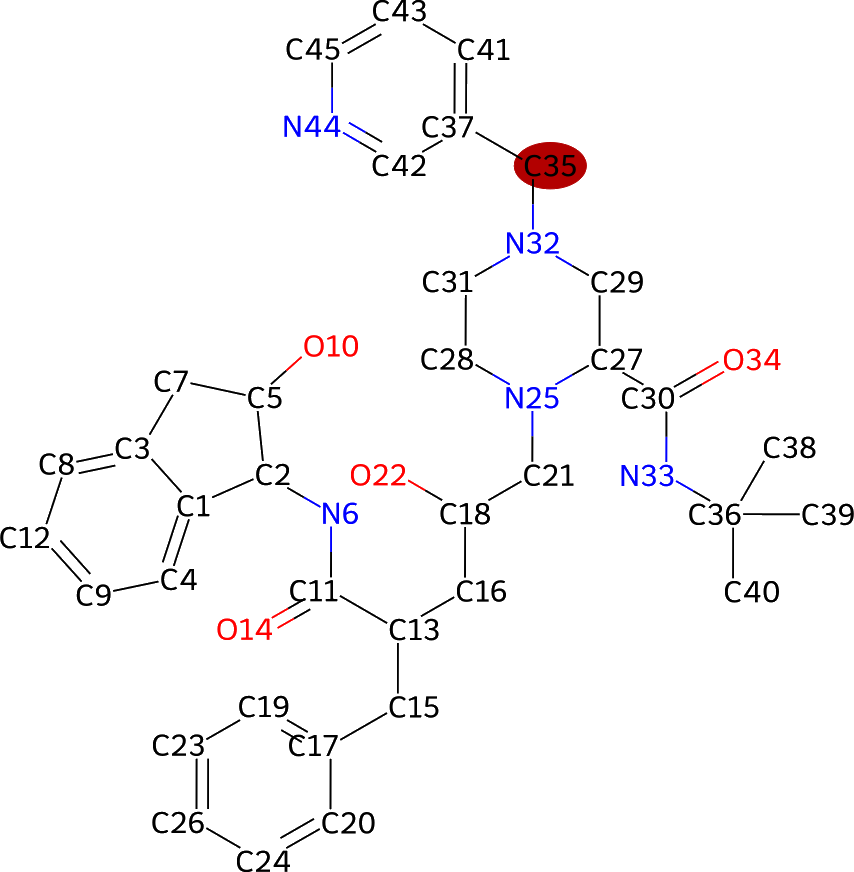 C43
C45 C41
N44 C37
C42 C35
N32
C31 C29
O10 C28 C27 O34
C7 C5 N25 C30
C3 C38
C8 C2 O22 C21 N33
C1 N6 C18 C36 C39
C12
C4 C11 C16 C40
C9
O14 C13
C19 C15
C23 C17
C26 C20
C24